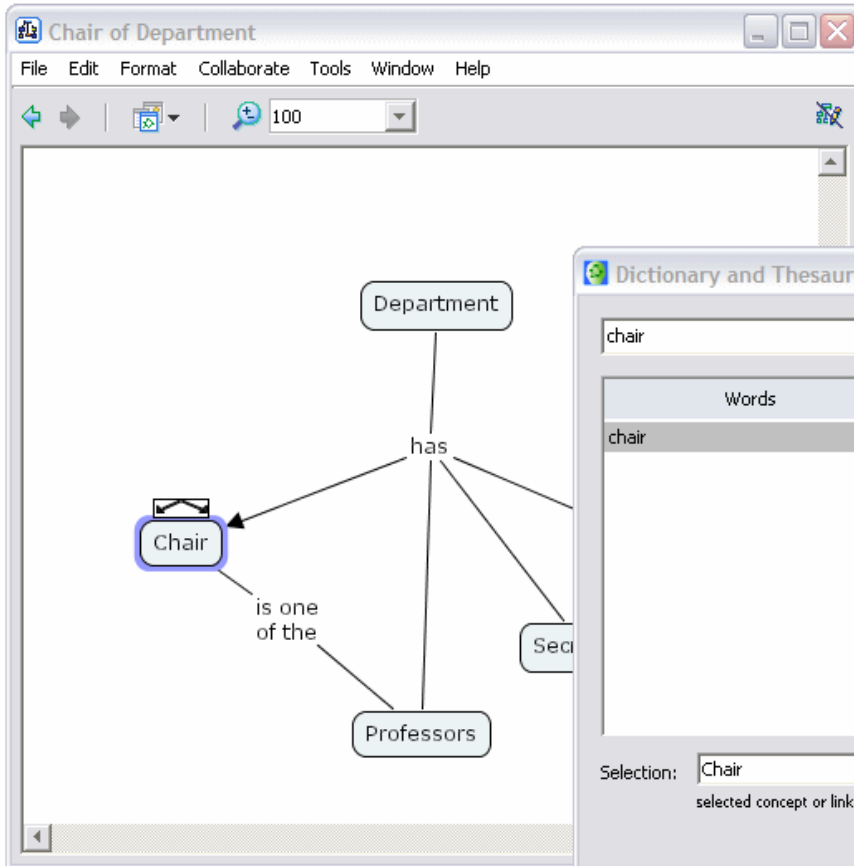 Chair of Department
File Edit Format Collaborate Tools Window Help
100
Department
has
Chair
is one
of the
Secr
Professors
Dictionary and Thesaur
chair
Words
chair
Selection: Chair
selected concept or link